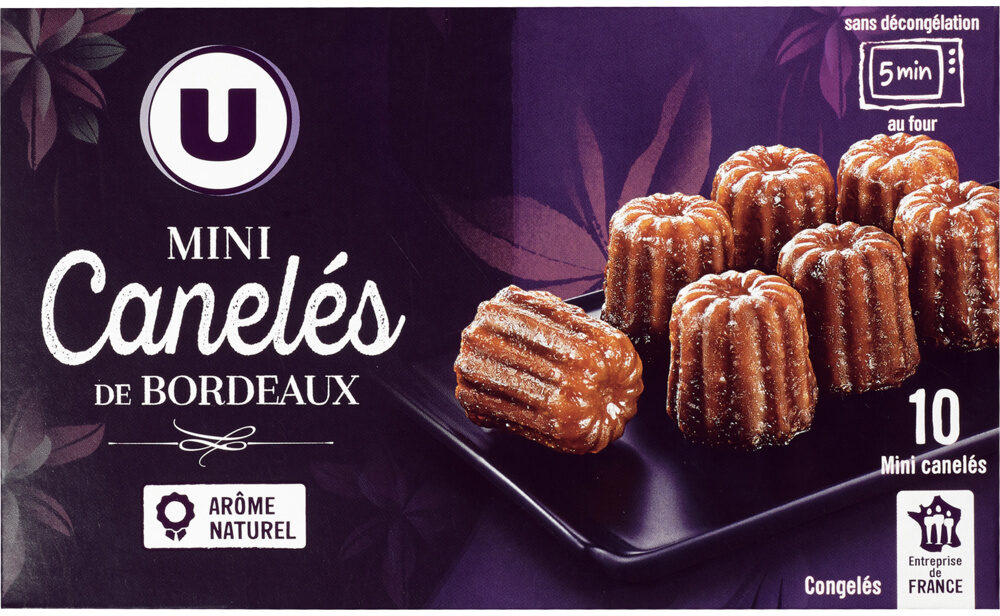 U
MINI
Canelés
DE BORDEAUX
ARÔME
NATUREL
sans décongélation
5 min
au four
10
Mini canelés
Congelés
Entreprise
de
FRANCE